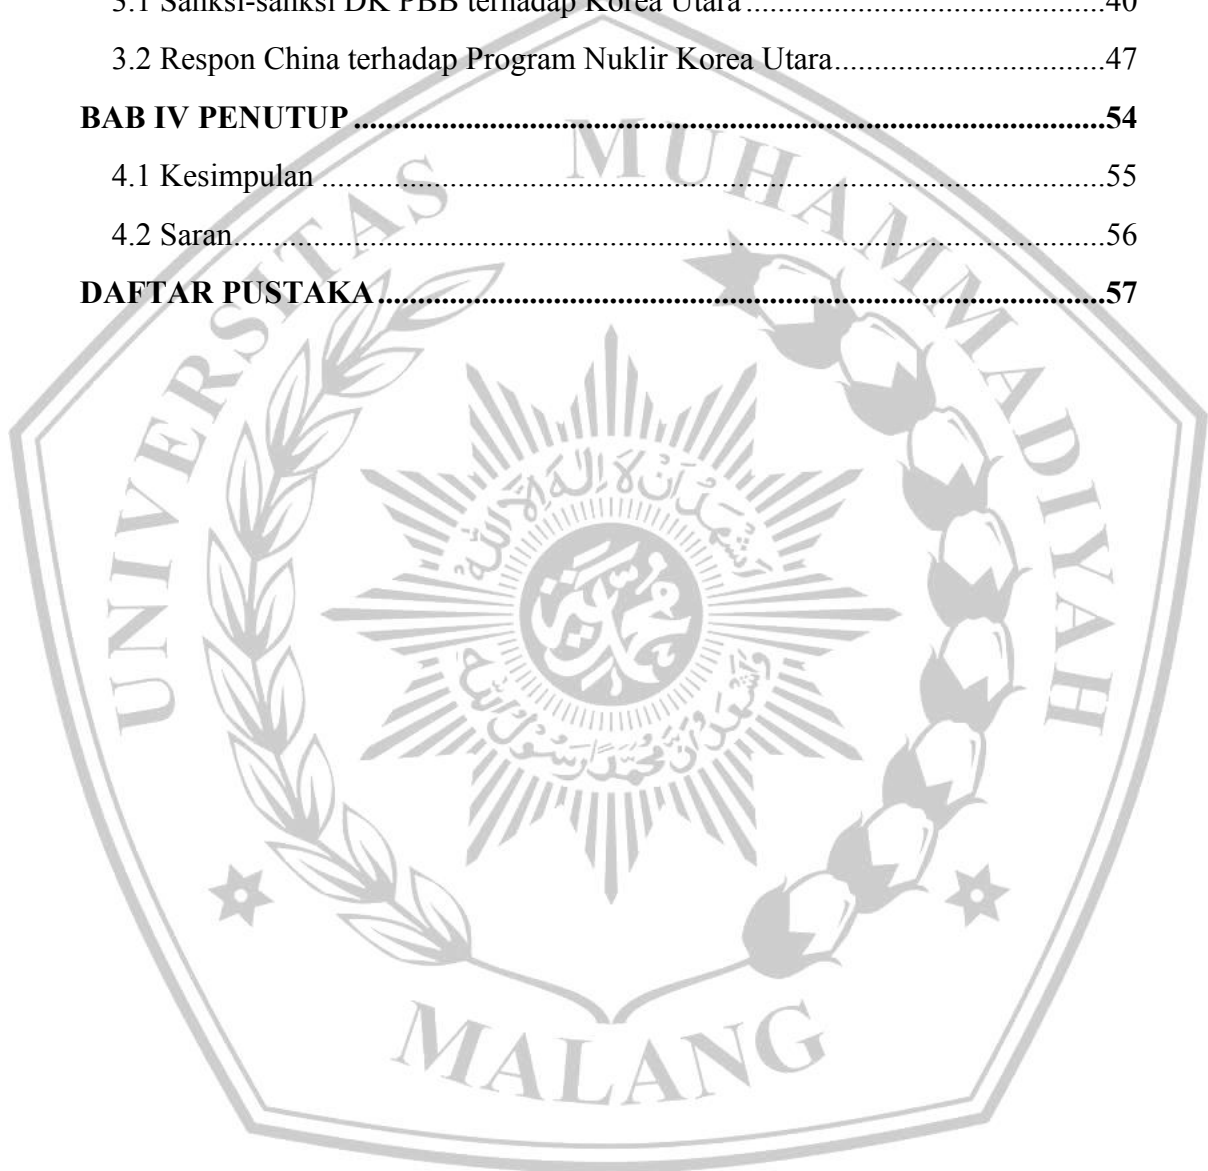 3.1 Sanksi-sanksi DK PBB terhadap Korea Utara.............................................40
3.2 Respon China terhadap Program Nuklir Korea Utara..................................47
BAB IV PENUTUP..............................................................................................54
4.1 Kesimpulan..................................................................................................55
4.2 Saran.............................................................................................................56
DAFTAR PUSTAKA...........................................................................................57
UNIVERSITAS MUHAMMADIYAH
MALANG